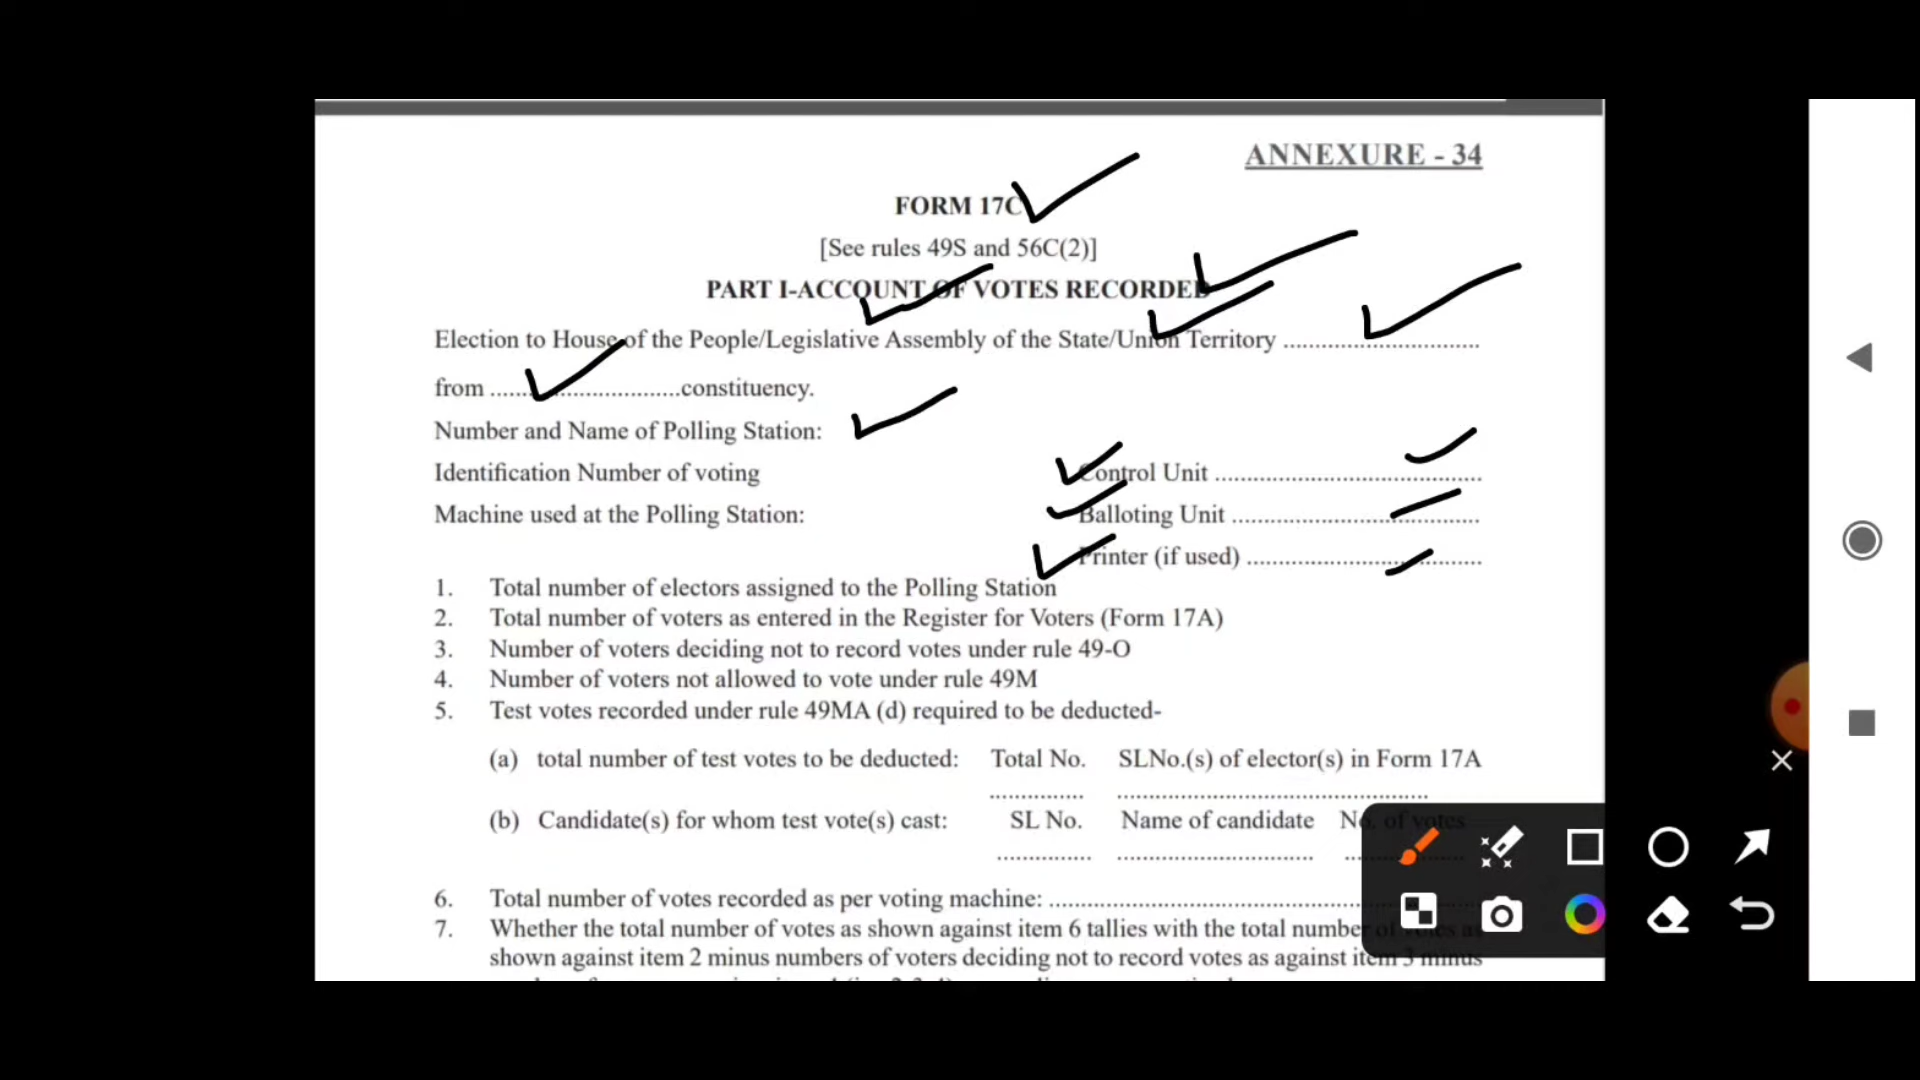 ANNEXURE - 34
FORM 17C
[See rules 49S and 56C(2)]
PART I-ACCOUNT OF VOTES RECORDED
Election to House of the People/Legislative Assembly of the State/Union Territory ..............................
from ..............................constituency.
Number and Name of Polling Station:
Identification Number of voting Control Unit ..........................................
Machine used at the Polling Station: Balloting Unit .......................................
Printer (if used) .....................................
1. Total number of electors assigned to the Polling Station
2. Total number of voters as entered in the Register for Voters (Form 17A)
3. Number of voters deciding not to record votes under rule 49-O
4. Number of voters not allowed to vote under rule 49M
5. Test votes recorded under rule 49MA (d) required to be deducted-
(a) total number of test votes to be deducted: Total No. SLNo.(s) of elector(s) in Form 17A
............... .................................................
(b) Candidate(s) for whom test vote(s) cast: SL No. Name of candidate No. of votes
............... ............................... ...................
6. Total number of votes recorded as per voting machine: ..................................................
7. Whether the total number of votes as shown against item 6 tallies with the total number of votes as
shown against item 2 minus numbers of voters deciding not to record votes as against item 3 minus